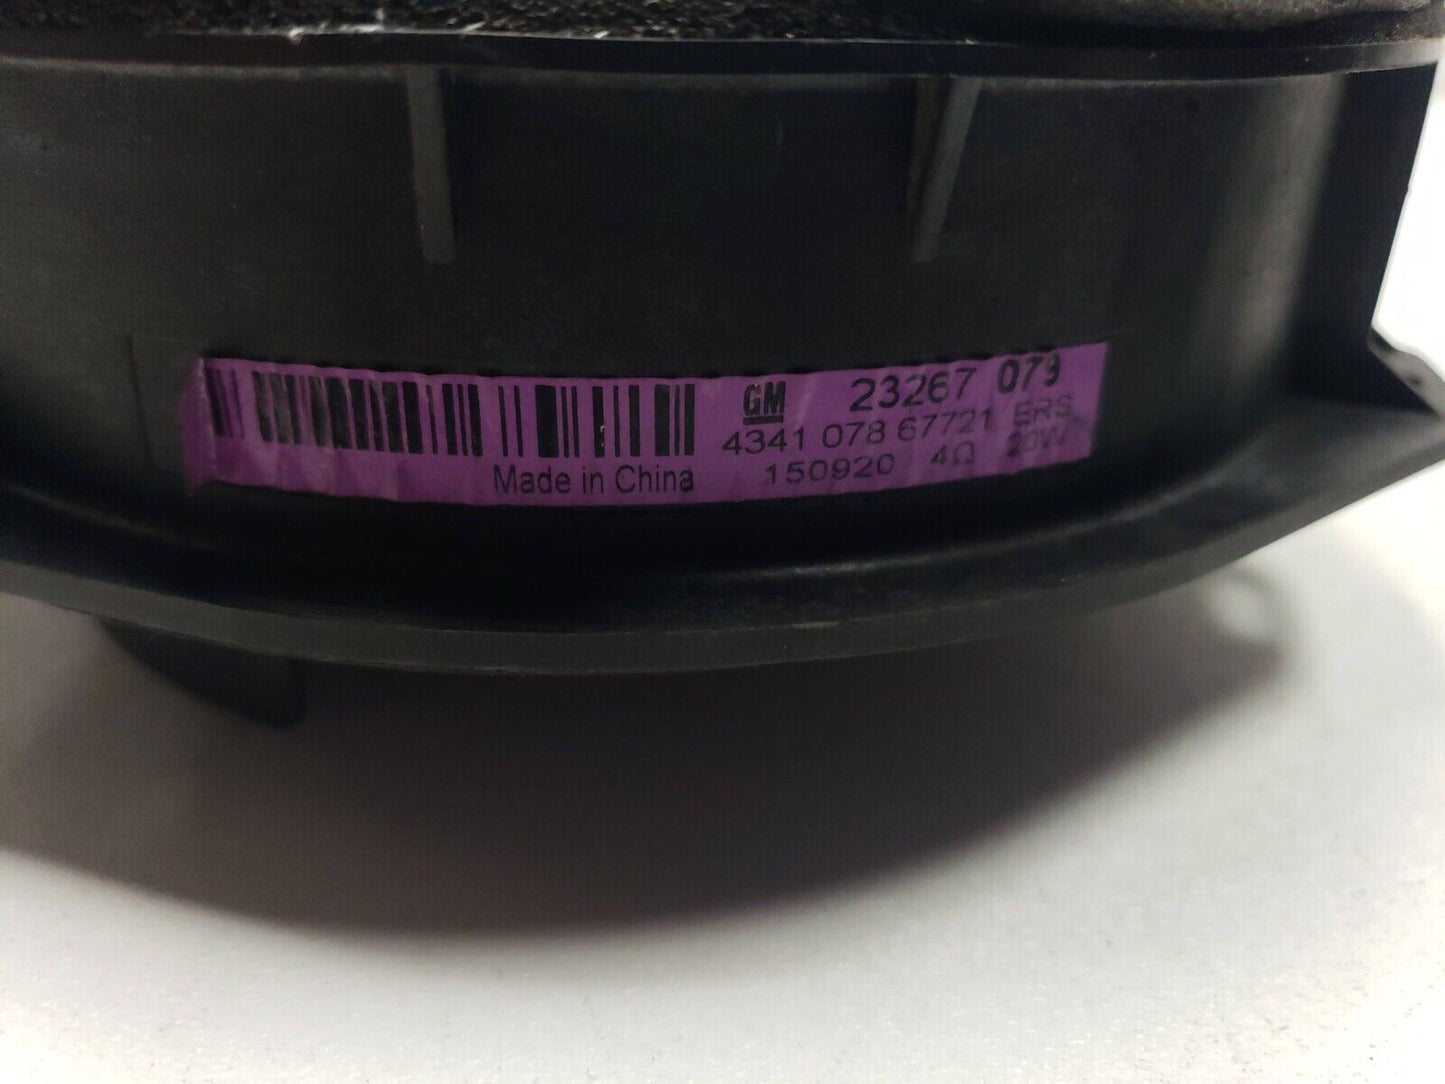 GM 23267 079
4341 078 67721 ERS
150920 4Ω 20W
Made in China